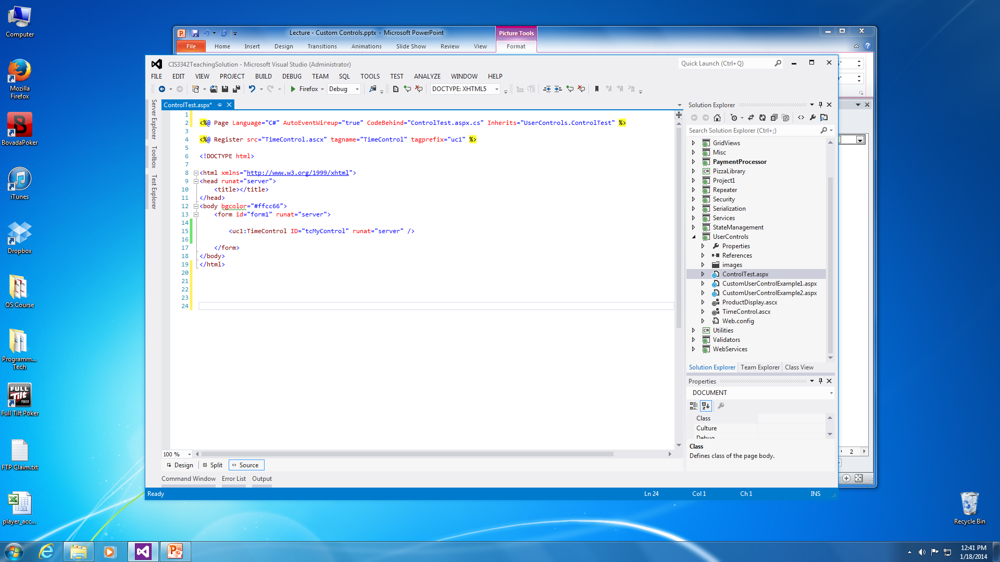 Computer
Mozilla
Firefox
BovadaPoker
iTunes
Dropbox
OS Course
Programm...
Tech
FULL
TILT
POKER
Full Tilt Poker
FTP Claim.txt
player_acc...
Recycle Bin
Lecture - Custom Controls.pptx - Microsoft PowerPoint
Picture Tools
File Home Insert Design Transitions Animations Slide Show Review View Format
CIS3342TeachingSolution - Microsoft Visual Studio (Administrator)
Quick Launch (Ctrl+Q)
FILE EDIT VIEW PROJECT BUILD DEBUG TEAM SQL TOOLS TEST ANALYZE WINDOW HELP
Firefox Debug DOCTYPE: XHTML5
Server Explorer
Toolbox
Test Explorer
ControlTest.aspx*
1
2 <%@ Page Language="C#" AutoEventWireup="true" CodeBehind="ControlTest.aspx.cs" Inherits="UserControls.ControlTest" %>
3
4 <%@ Register src="TimeControl.ascx" tagname="TimeControl" tagprefix="uc1" %>
5
6 <!DOCTYPE html>
7
8 <html xmlns="http://www.w3.org/1999/xhtml">
9 <head runat="server">
10 <title></title>
11 </head>
12 <body bgcolor="#ffcc66">
13 <form id="form1" runat="server">
14
15 <uc1:TimeControl ID="tcMyControl" runat="server" />
16
17 </form>
18 </body>
19 </html>
20
21
22
23
24
100 %
Design Split Source
Command Window Error List Output
Ready Ln 24 Col 1 Ch 1 INS
Solution Explorer
Search Solution Explorer (Ctrl+;)
GridViews
Misc
PaymentProcessor
PizzaLibrary
Project1
Repeater
Security
Serialization
Services
StateManagement
UserControls
Properties
References
images
ControlTest.aspx
CustomUserControlExample1.aspx
CustomUserControlExample2.aspx
ProductDisplay.ascx
TimeControl.ascx
Web.config
Utilities
Validators
WebServices
Solution Explorer Team Explorer Class View
Properties
DOCUMENT
Class
Culture
Debug
Class
Defines class of the page body.
2
12:41 PM
1/18/2014